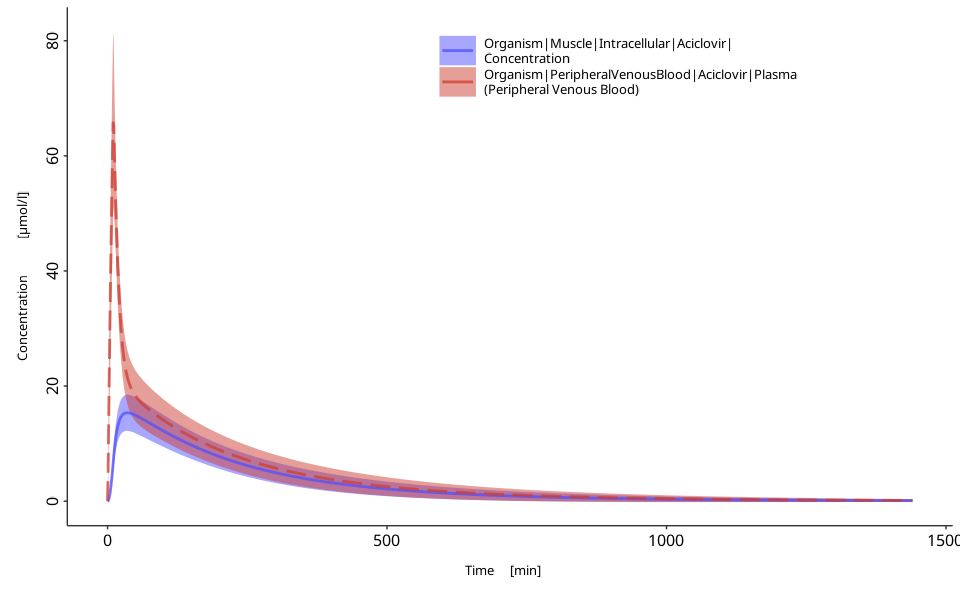 Organism|Muscle|Intracellular|Aciclovir|
Concentration
Organism|PeripheralVenousBlood|Aciclovir|Plasma
(Peripheral Venous Blood)
80
60
40
20
0
Concentration [µmol/l]
0 500 1000 1500
Time [min]